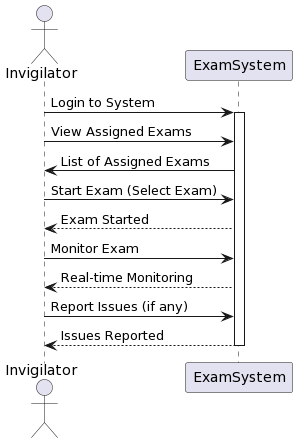 Invigilator
ExamSystem
Login to System
View Assigned Exams
List of Assigned Exams
Start Exam (Select Exam)
Exam Started
Monitor Exam
Real-time Monitoring
Report Issues (if any)
Issues Reported
Invigilator
ExamSystem